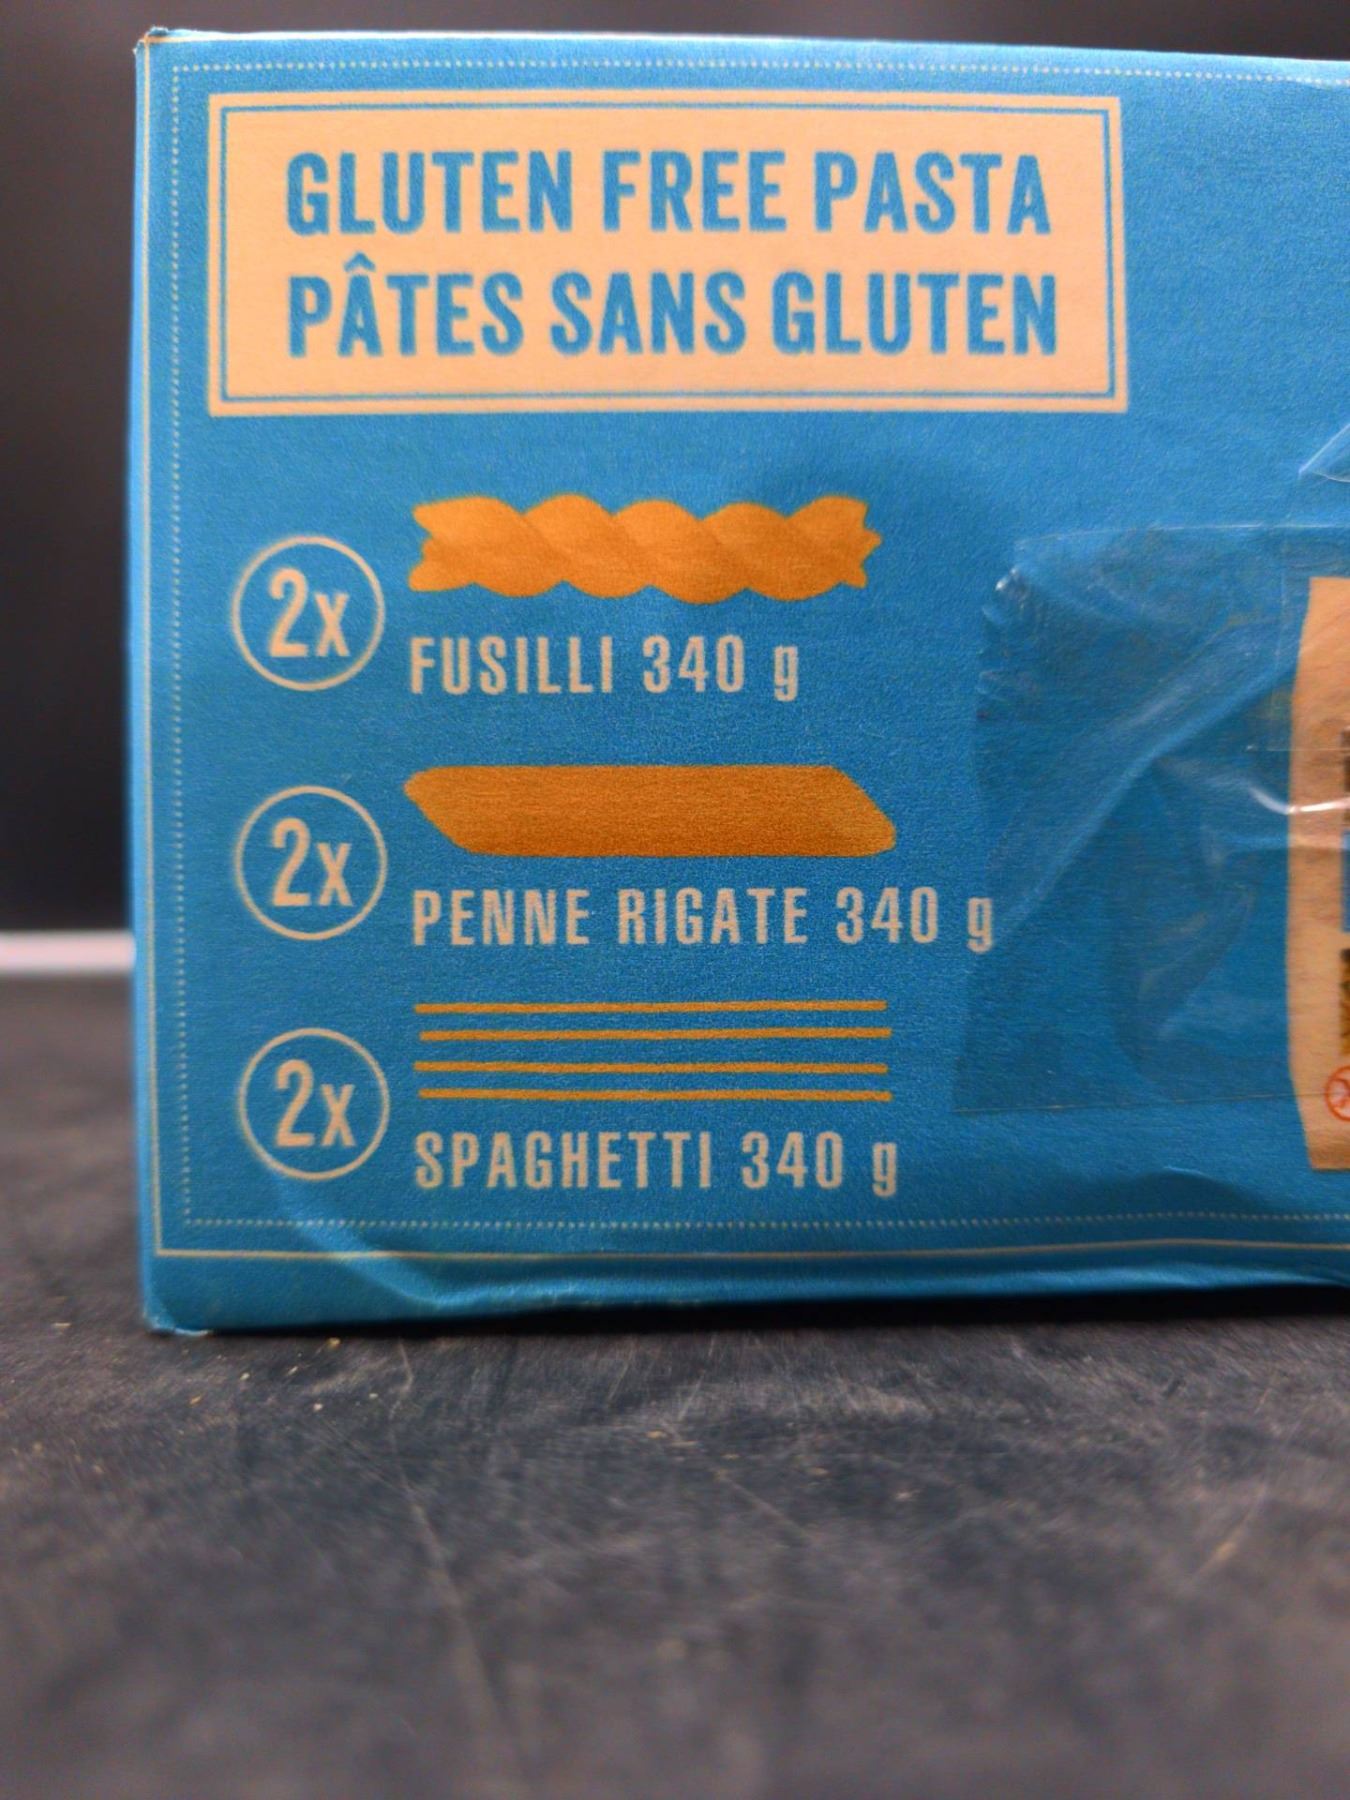 GLUTEN FREE PASTA
PÂTES SANS GLUTEN
2x
FUSILLI 340 g
2x
PENNE RIGATE 340 g
2x
SPAGHETTI 340 g